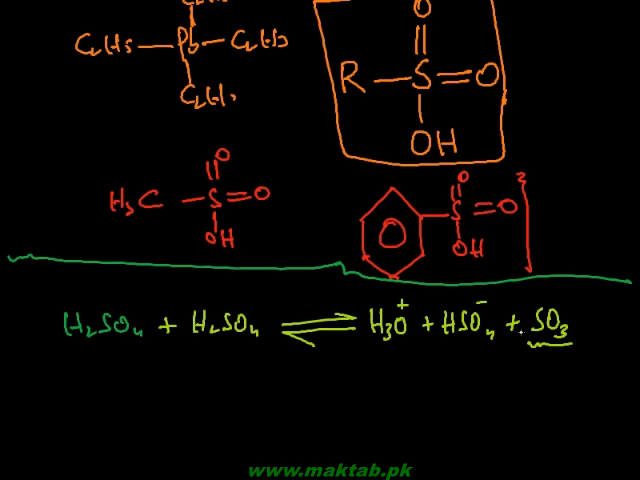 C₂H₅ — Pb — C₂H₅
C₂H₅
O
R — S = O
OH
O
H₃C — S = O
OH
O
S = O
OH
H₂SO₄ + H₂SO₄ ⇌ H₃O⁺ + HSO₄⁻ + SO₃
www.maktab.pk